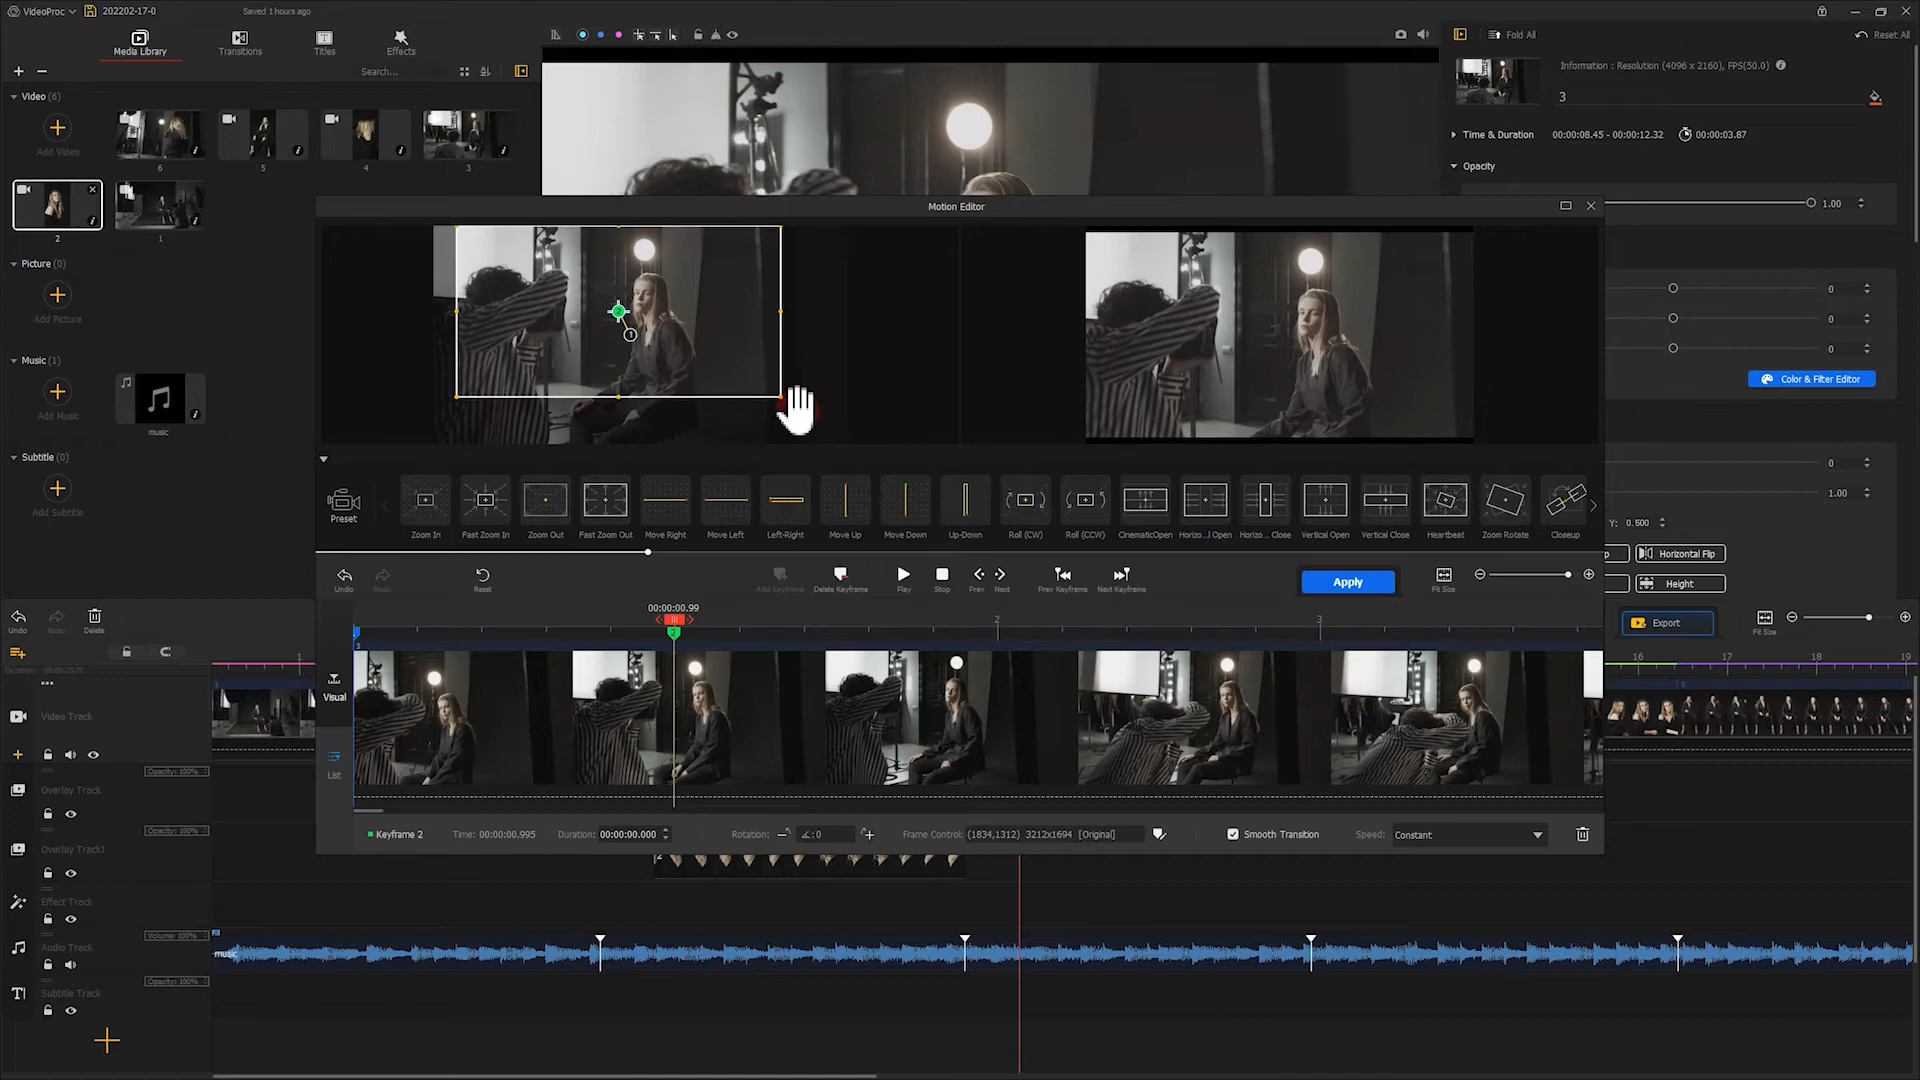 VideoProc
202202-17-0
Saved 1 hours ago
Media Library
Transitions
Titles
Effects
Search...
Fold All
Reset All
Information : Resolution (4096 x 2160), FPS(50.0)
3
Time & Duration
00:00:08.45 - 00:00:12.32
00:00:03.87
Opacity
1.00
Video (6)
Add Video
6
5
4
3
2
1
Picture (0)
Add Picture
Music (1)
Add Music
music
Subtitle (0)
Add Subtitle
Motion Editor
2
1
0
0
0
Color & Filter Editor
0
1.00
Y: 0.500
Horizontal Flip
Height
Preset
Zoom In
Fast Zoom In
Zoom Out
Fast Zoom Out
Move Right
Move Left
Left-Right
Move Up
Move Down
Up-Down
Roll (CW)
Roll (CCW)
CinematicOpen
Horizo...l Open
Horizo... Close
Vertical Open
Vertical Close
Heartbeat
Zoom Rotate
Closeup
Undo
Redo
Reset
Add Keyframe
Delete Keyframe
Play
Stop
Prev
Next
Prev Keyframe
Next Keyframe
Apply
Fit Size
00:00:00.99
2
3
3
Visual
List
Keyframe 2
Time: 00:00:00.995
Duration: 00:00:00.000
Rotation:
∠:0
Frame Control: (1834,1312) 3212x1694 [Original]
Smooth Transition
Speed:
Constant
Undo
Redo
Delete
Export
Fit Size
1
16
17
18
19
Video Track
Opacity: 100%
Overlay Track
Opacity: 100%
Overlay Track1
Effect Track
Volume: 100%
Audio Track
music
Opacity: 100%
Subtitle Track